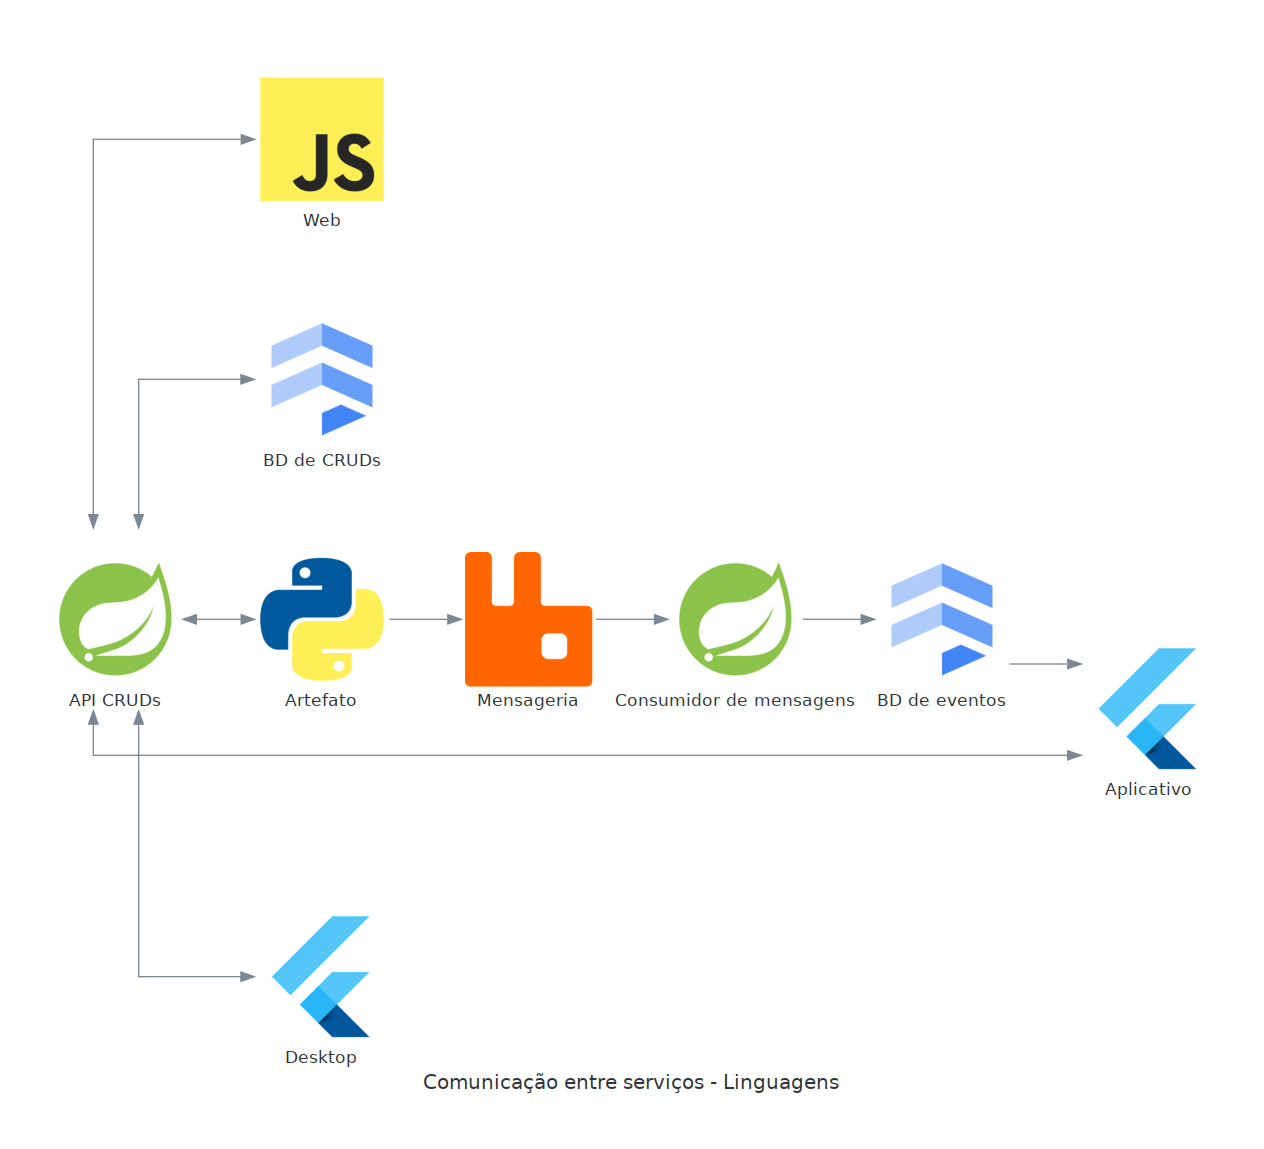 JS
Web
BD de CRUDs
API CRUDs
Artefato
Mensageria
Consumidor de mensagens
BD de eventos
Aplicativo
Desktop
Comunicação entre serviços - Linguagens